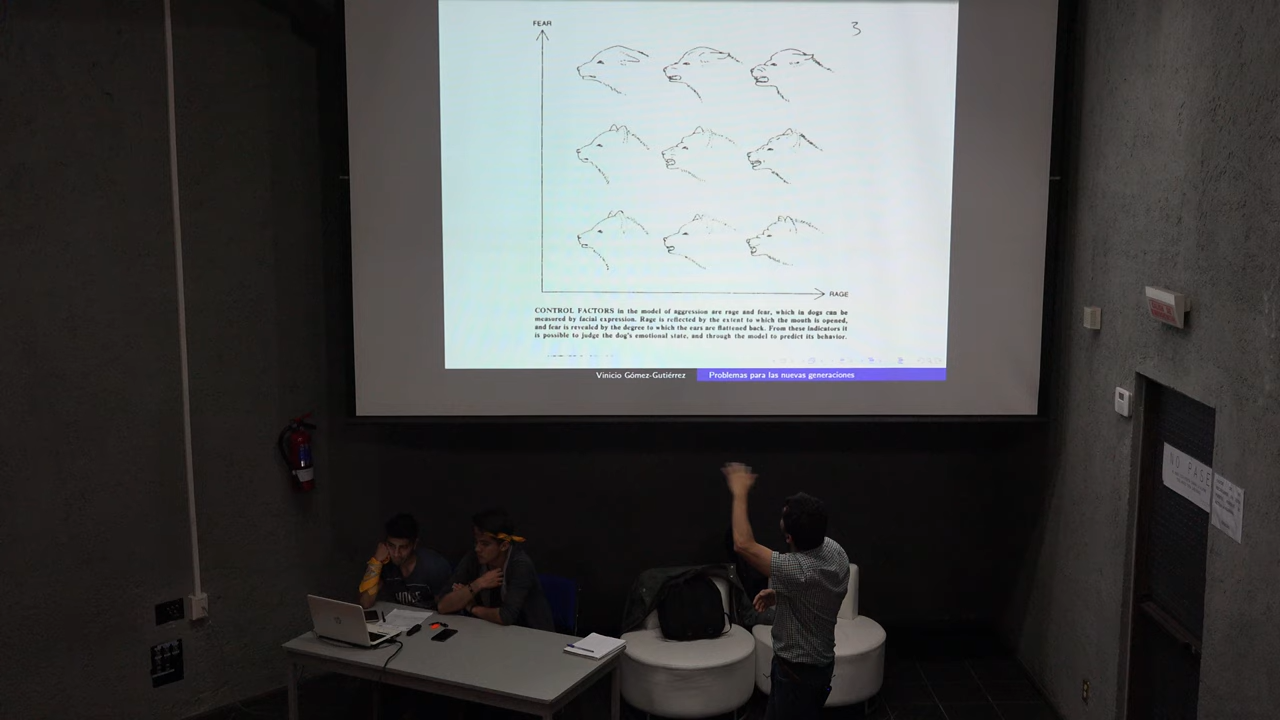 FEAR
3
RAGE
CONTROL FACTORS in the model of aggression are rage and fear, which in dogs can be
measured by facial expression. Rage is reflected by the extent to which the mouth is opened,
and fear is revealed by the degree to which the ears are flattened back. From these indicators it
is possible to judge the dog's emotional state, and through the model to predict its behavior.
Vinicio Gómez-Gutiérrez
Problemas para las nuevas generaciones
NO PASE
hp